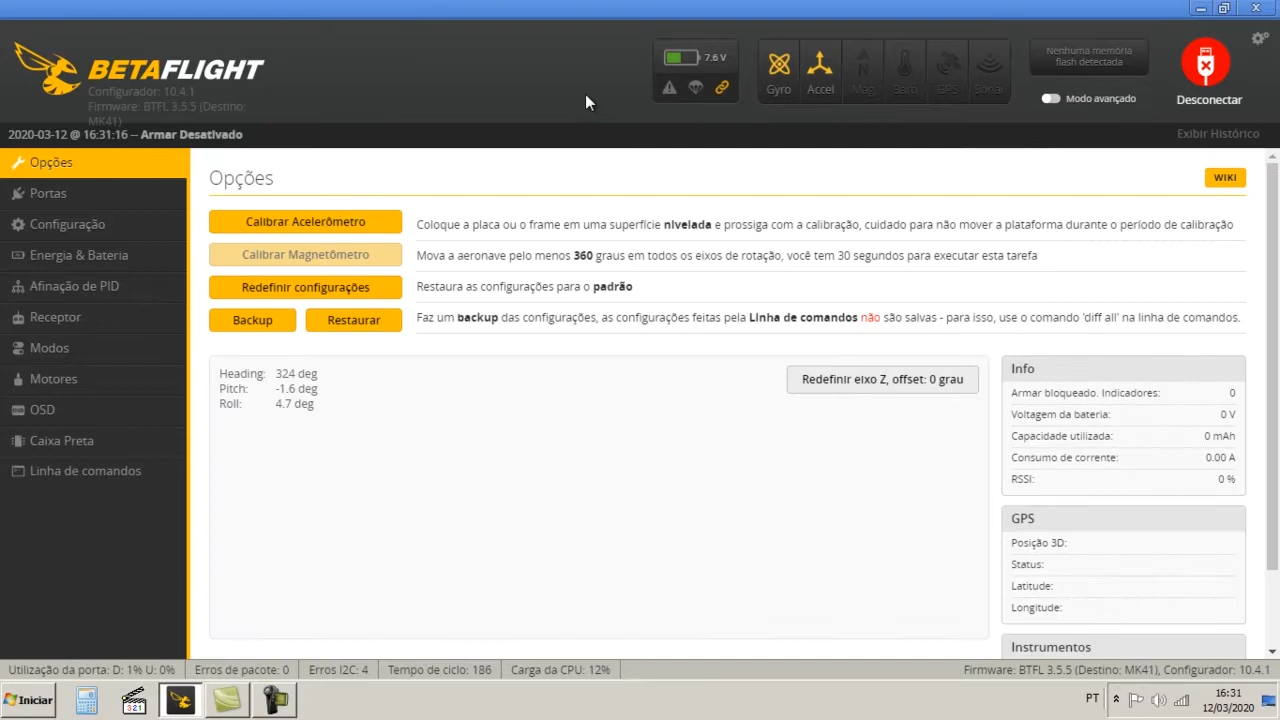 BETAFLIGHT
Configurador: 10.4.1
Firmware: BTFL 3.5.5 (Destino:
MK41)
7.6 V
Gyro
Accel
Mag
Baro
GPS
Sonar
Nenhuma memória
flash detectada
Modo avançado
Desconectar
2020-03-12 @ 16:31:16 -- Armar Desativado
Exibir Histórico
Opções
Portas
Configuração
Energia & Bateria
Afinação de PID
Receptor
Modos
Motores
OSD
Caixa Preta
Linha de comandos
Opções
WIKI
Calibrar Acelerômetro
Coloque a placa ou o frame em uma superfície nivelada e prossiga com a calibração, cuidado para não mover a plataforma durante o período de calibração
Calibrar Magnetômetro
Mova a aeronave pelo menos 360 graus em todos os eixos de rotação, você tem 30 segundos para executar esta tarefa
Redefinir configurações
Restaura as configurações para o padrão
Backup
Restaurar
Faz um backup das configurações, as configurações feitas pela Linha de comandos não são salvas - para isso, use o comando 'diff all' na linha de comandos.
Heading: 324 deg
Pitch: -1.6 deg
Roll: 4.7 deg
Redefinir eixo Z, offset: 0 grau
Info
Armar bloqueado. Indicadores: 0
Voltagem da bateria: 0 V
Capacidade utilizada: 0 mAh
Consumo de corrente: 0.00 A
RSSI: 0 %
GPS
Posição 3D:
Status:
Latitude:
Longitude:
Instrumentos
Utilização da porta: D: 1% U: 0%
Erros de pacote: 0
Erros I2C: 4
Tempo de ciclo: 186
Carga da CPU: 12%
Firmware: BTFL 3.5.5 (Destino: MK41), Configurador: 10.4.1
Iniciar
321
PT
16:31
12/03/2020